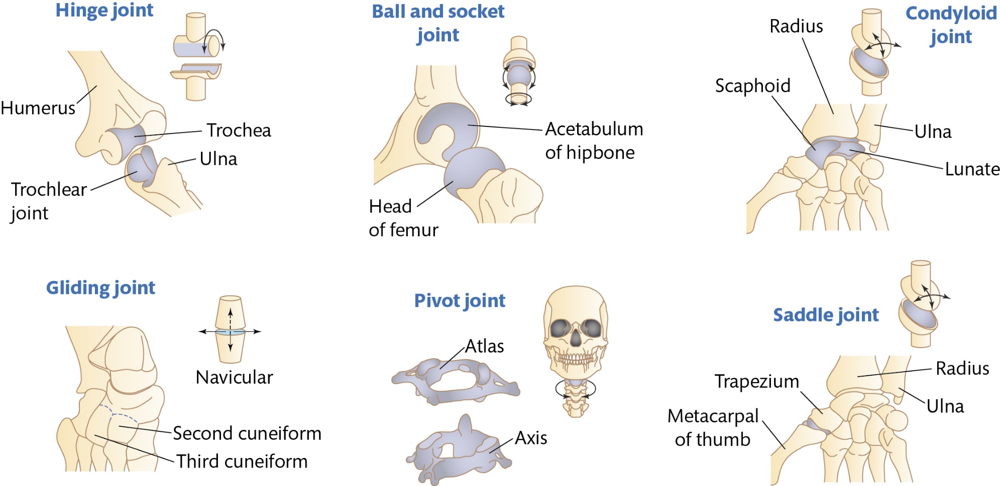 Hinge joint
Humerus
Trochea
Ulna
Trochlear
joint
Ball and socket
joint
Acetabulum
of hipbone
Head
of femur
Condyloid
joint
Radius
Scaphoid
Ulna
Lunate
Gliding joint
Navicular
Second cuneiform
Third cuneiform
Pivot joint
Atlas
Axis
Saddle joint
Radius
Trapezium
Ulna
Metacarpal
of thumb